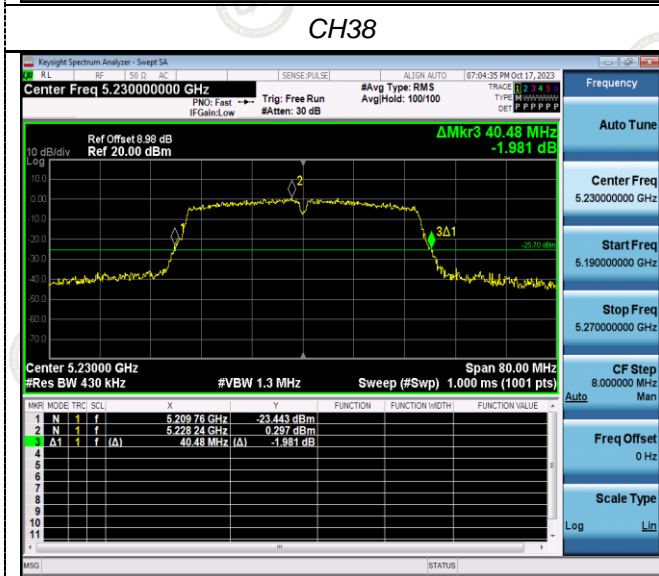 CH38
Keysight Spectrum Analyzer - Swept SA
RL RF 50 Ω AC SENSE:PULSE ALIGN AUTO 07:04:35 PM Oct 17, 2023
Center Freq 5.230000000 GHz #Avg Type: RMS TRACE 1 2 3 4 5 6
PNO: Fast Trig: Free Run Avg|Hold: 100/100 TYPE M W W W W W
IFGain:Low #Atten: 30 dB DET P P P P P P
Frequency
Auto Tune
Center Freq
5.230000000 GHz
Start Freq
5.190000000 GHz
Stop Freq
5.270000000 GHz
CF Step
8.000000 MHz
Auto Man
Freq Offset
0 Hz
Scale Type
Log Lin
ΔMkr3 40.48 MHz
-1.981 dB
Ref Offset 8.98 dB
10 dB/div Ref 20.00 dBm
Log
10.0
0.00
-10.0
-20.0
-30.0
-40.0
-50.0
-60.0
-70.0
2
3Δ1
-25.70 dBm
Center 5.23000 GHz Span 80.00 MHz
#Res BW 430 kHz #VBW 1.3 MHz Sweep (#Swp) 1.000 ms (1001 pts)
MKR MODE TRC SCL X Y FUNCTION FUNCTION WIDTH FUNCTION VALUE
1 N 1 f 5.209 76 GHz -23.443 dBm
2 N 1 f 5.228 24 GHz 0.297 dBm
3 Δ1 1 f (Δ) 40.48 MHz (Δ) -1.981 dB
4
5
6
7
8
9
10
11
MSG STATUS